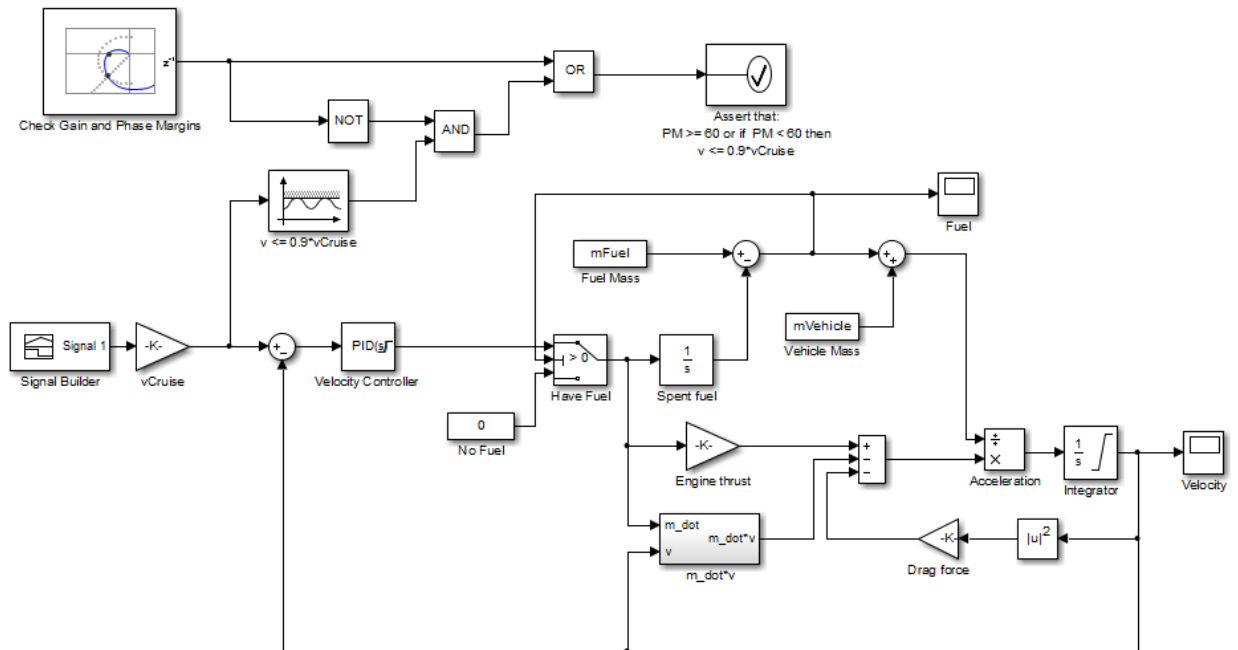 z⁻¹
Check Gain and Phase Margins
OR
Assert that:
PM >= 60 or if PM < 60 then
v <= 0.9*vCruise
NOT
AND
v <= 0.9*vCruise
Fuel
mFuel
Fuel Mass
+
−
+
+
mVehicle
Vehicle Mass
Signal 1
Signal Builder
-K-
vCruise
+
−
PID(s)
Velocity Controller
> 0
Have Fuel
1
s
Spent fuel
0
No Fuel
-K-
Engine thrust
+
−
−
÷
×
Acceleration
1
s
Integrator
Velocity
m_dot
v
m_dot*v
m_dot*v
-K-
Drag force
|u|²